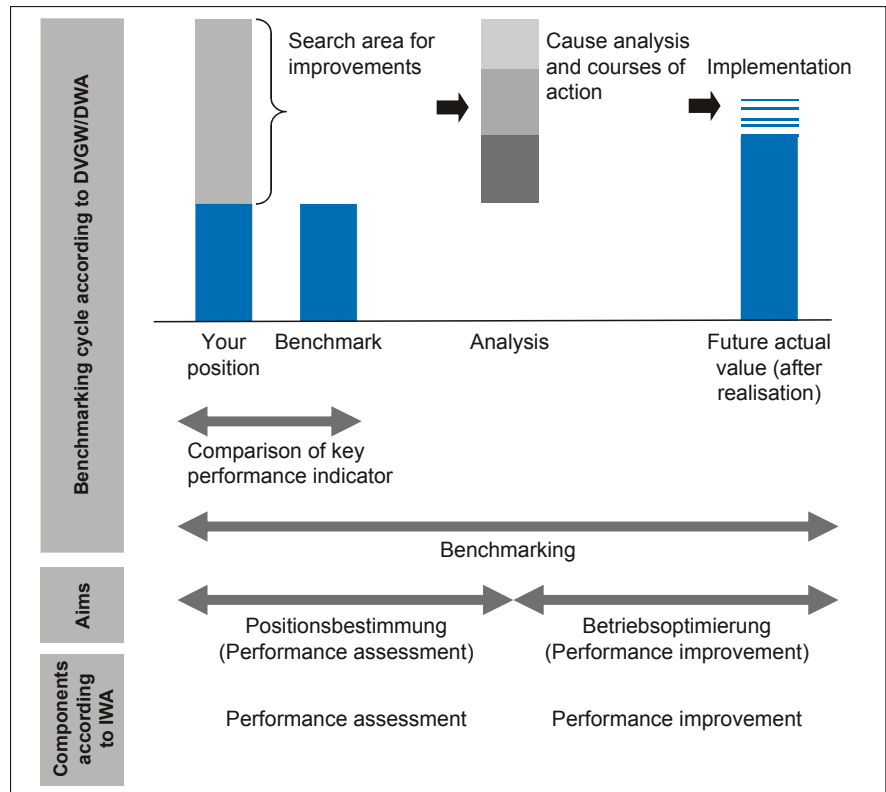 Benchmarking cycle according to DVGW/DWA
Search area for
improvements
Cause analysis
and courses of
action
Implementation
Your
position
Benchmark
Analysis
Future actual
value (after
realisation)
Comparison of key
performance indicator
Benchmarking
Aims
Positionsbestimmung
(Performance assessment)
Betriebsoptimierung
(Performance improvement)
Components
according
to IWA
Performance assessment
Performance improvement